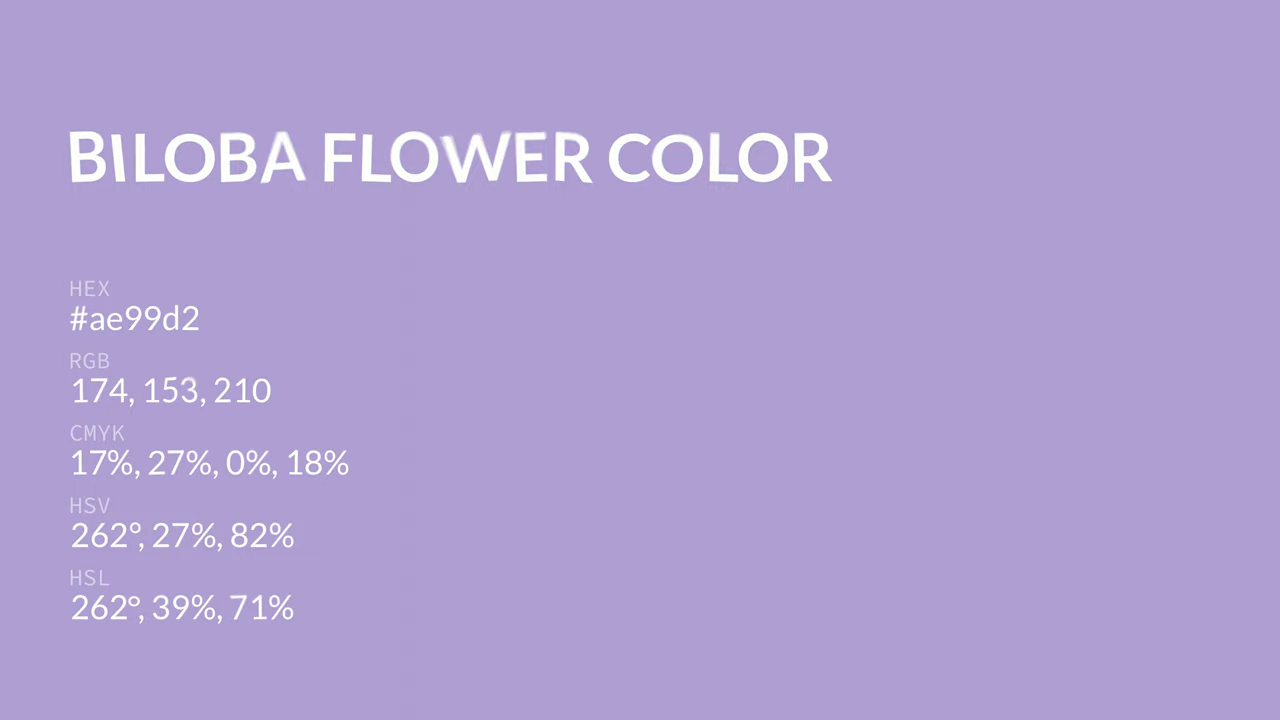 BILOBA FLOWER COLOR
HEX
#ae99d2
RGB
174, 153, 210
CMYK
17%, 27%, 0%, 18%
HSV
262°, 27%, 82%
HSL
262°, 39%, 71%